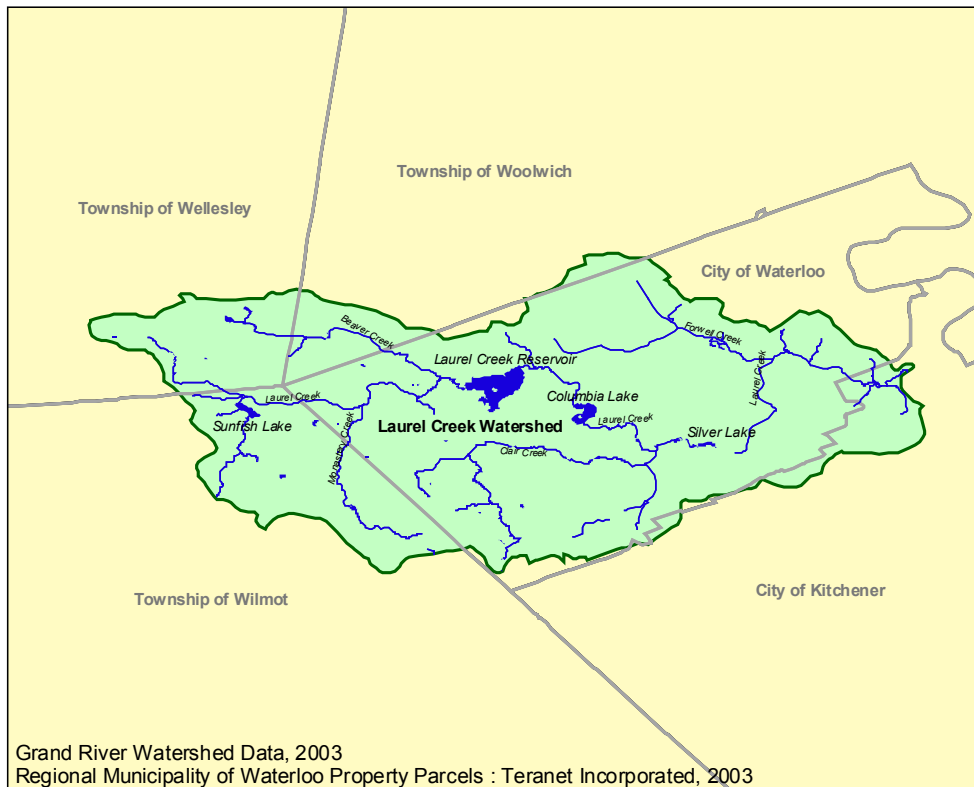 Township of Woolwich
Township of Wellesley
City of Waterloo
Beaver Creek
Forwell Creek
Laurel Creek Reservoir
Laurel Creek
Columbia Lake
Laurel Creek
Laurel Creek
Sunfish Lake
Laurel Creek Watershed
Silver Lake
Monastery Creek
Clair Creek
Township of Wilmot
City of Kitchener
Grand River Watershed Data, 2003
Regional Municipality of Waterloo Property Parcels : Teranet Incorporated, 2003